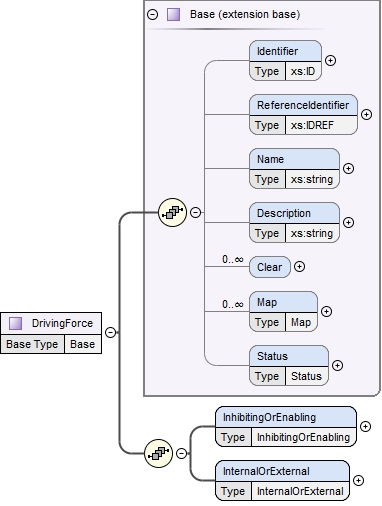 Base (extension base)
Identifier
Type xs:ID
ReferenceIdentifier
Type xs:IDREF
Name
Type xs:string
Description
Type xs:string
0..∞
Clear
0..∞
Map
Type Map
Status
Type Status
DrivingForce
Base Type Base
InhibitingOrEnabling
Type InhibitingOrEnabling
InternalOrExternal
Type InternalOrExternal